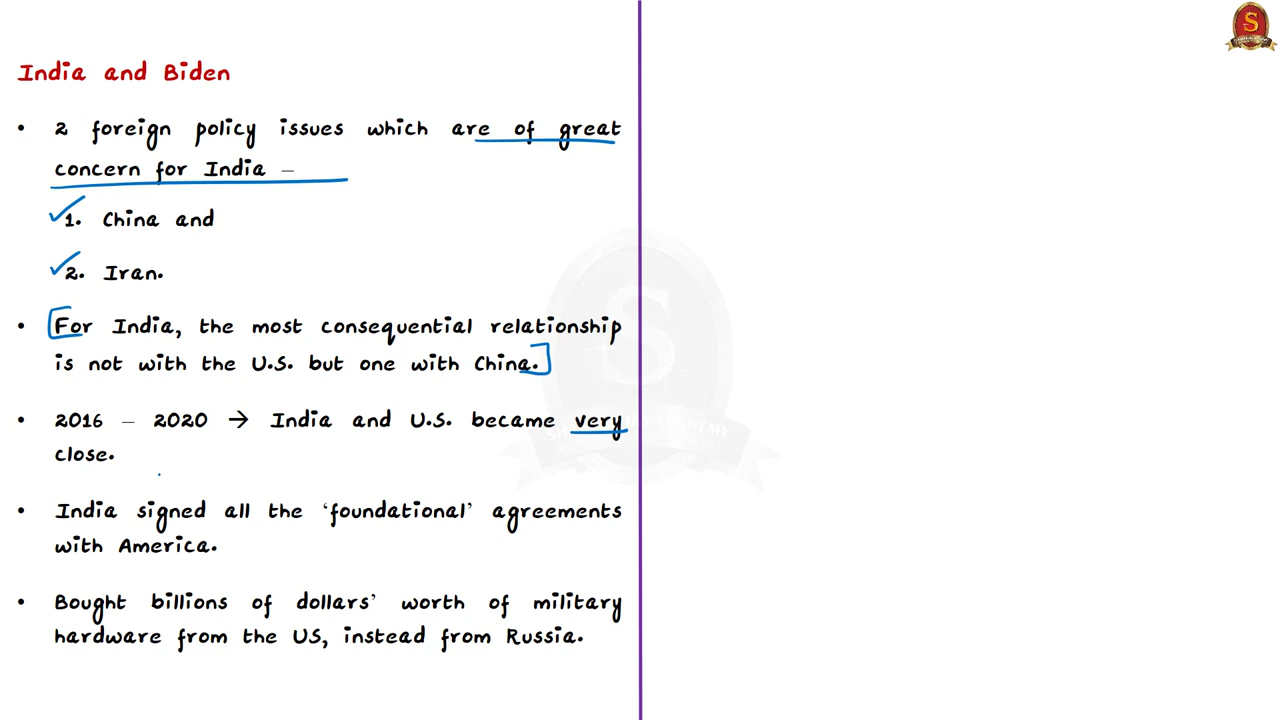 India and Biden
• 2 foreign policy issues which are of great
concern for India –
1. China and
2. Iran.
• For India, the most consequential relationship
is not with the U.S. but one with China.
• 2016 – 2020 → India and U.S. became very
close.
• India signed all the ‘foundational’ agreements
with America.
• Bought billions of dollars’ worth of military
hardware from the US, instead from Russia.
S
S
ACADEMY